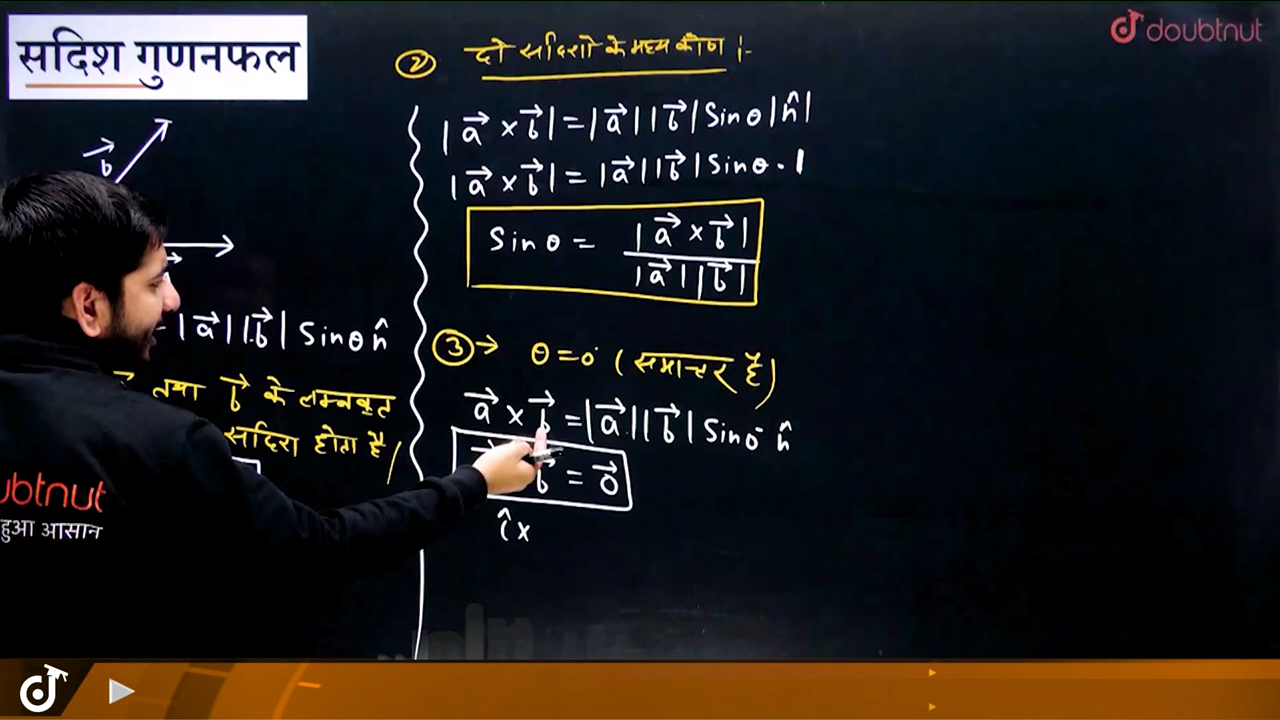 सदिश गुणनफल
doubtnut
② दो सदिशों के मध्य कोण :-
b⃗
|a⃗ × b⃗| = |a⃗| |b⃗| Sinθ |n̂|
|a⃗ × b⃗| = |a⃗| |b⃗| Sinθ · 1
Sinθ = |a⃗ × b⃗| / |a⃗| |b⃗|
|a⃗| |b⃗| Sinθ n̂
तथा b⃗ के लम्बवत
सदिश होता है /
③ → θ = 0° (समान्तर है)
a⃗ × b⃗ = |a⃗| |b⃗| Sin0° n̂
b⃗ = 0⃗
î ×
ubtnut
हुआ आसान